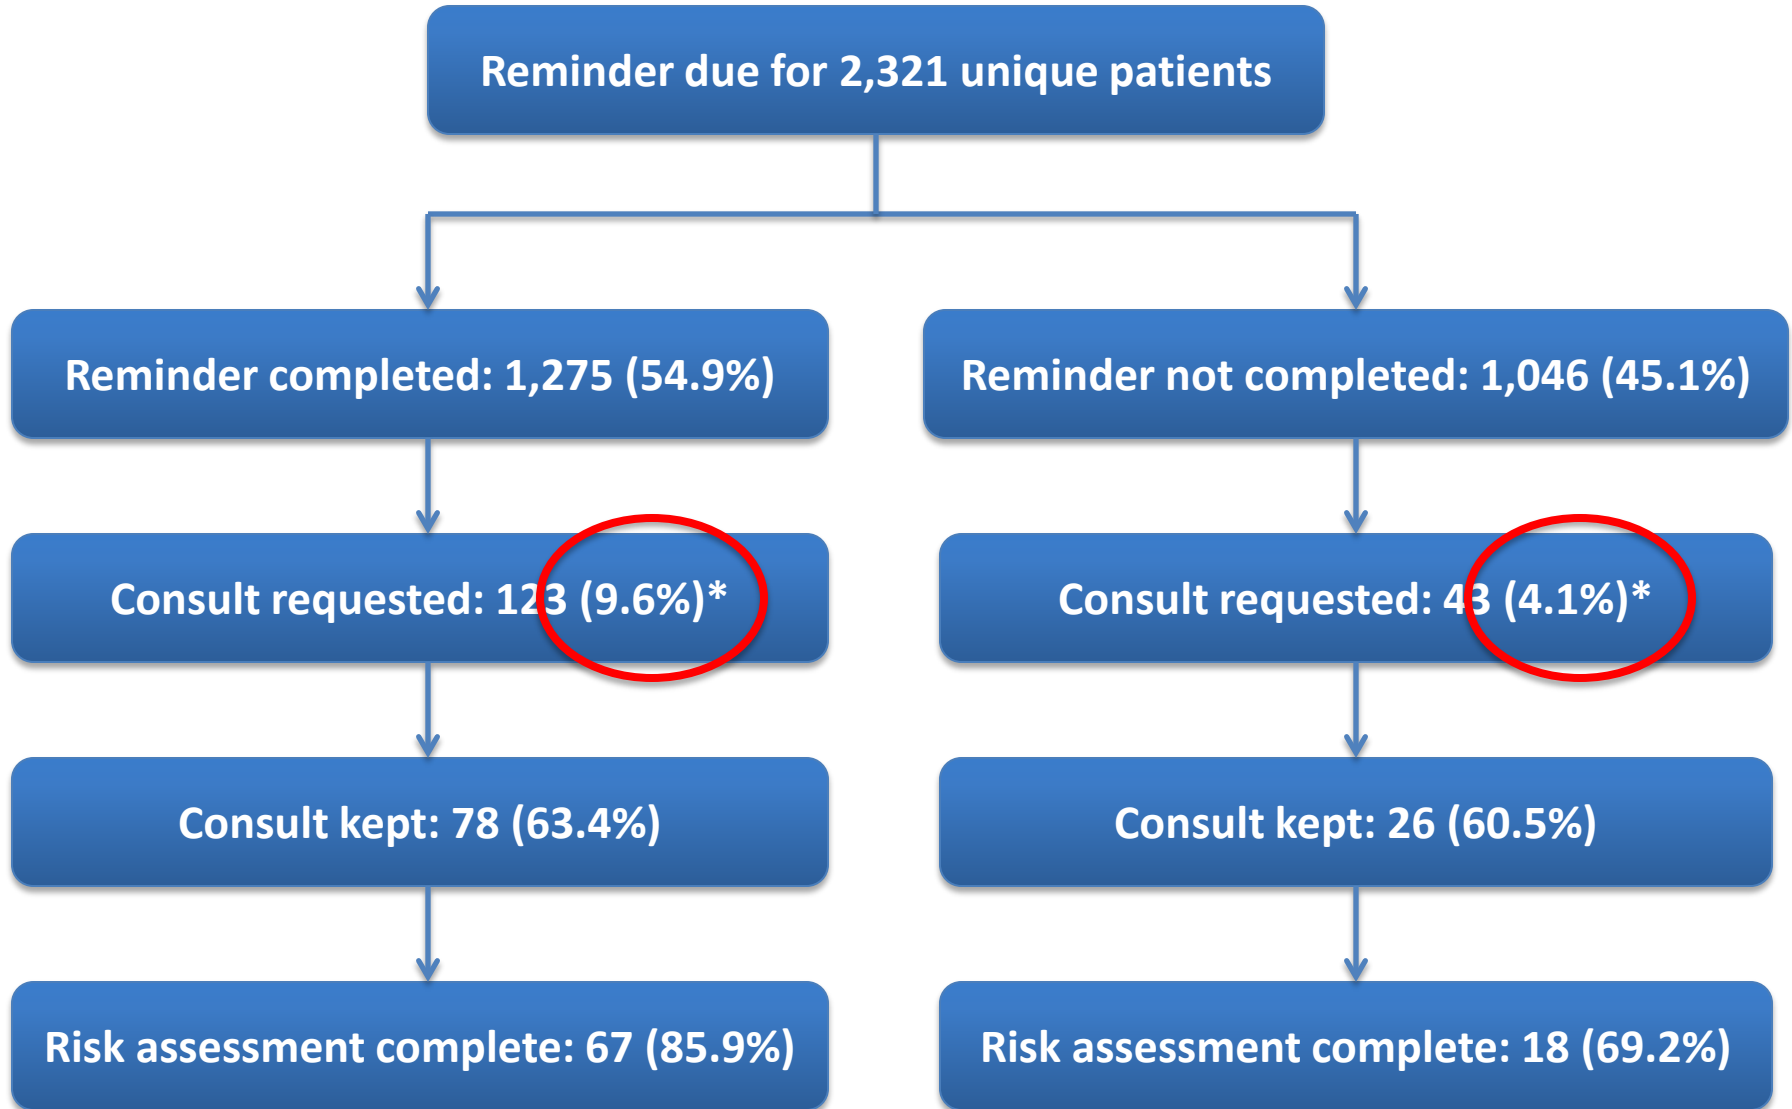 Reminder due for 2,321 unique patients
Reminder completed: 1,275 (54.9%)
Reminder not completed: 1,046 (45.1%)
Consult requested: 123 (9.6%)*
Consult requested: 43 (4.1%)*
Consult kept: 78 (63.4%)
Consult kept: 26 (60.5%)
Risk assessment complete: 67 (85.9%)
Risk assessment complete: 18 (69.2%)